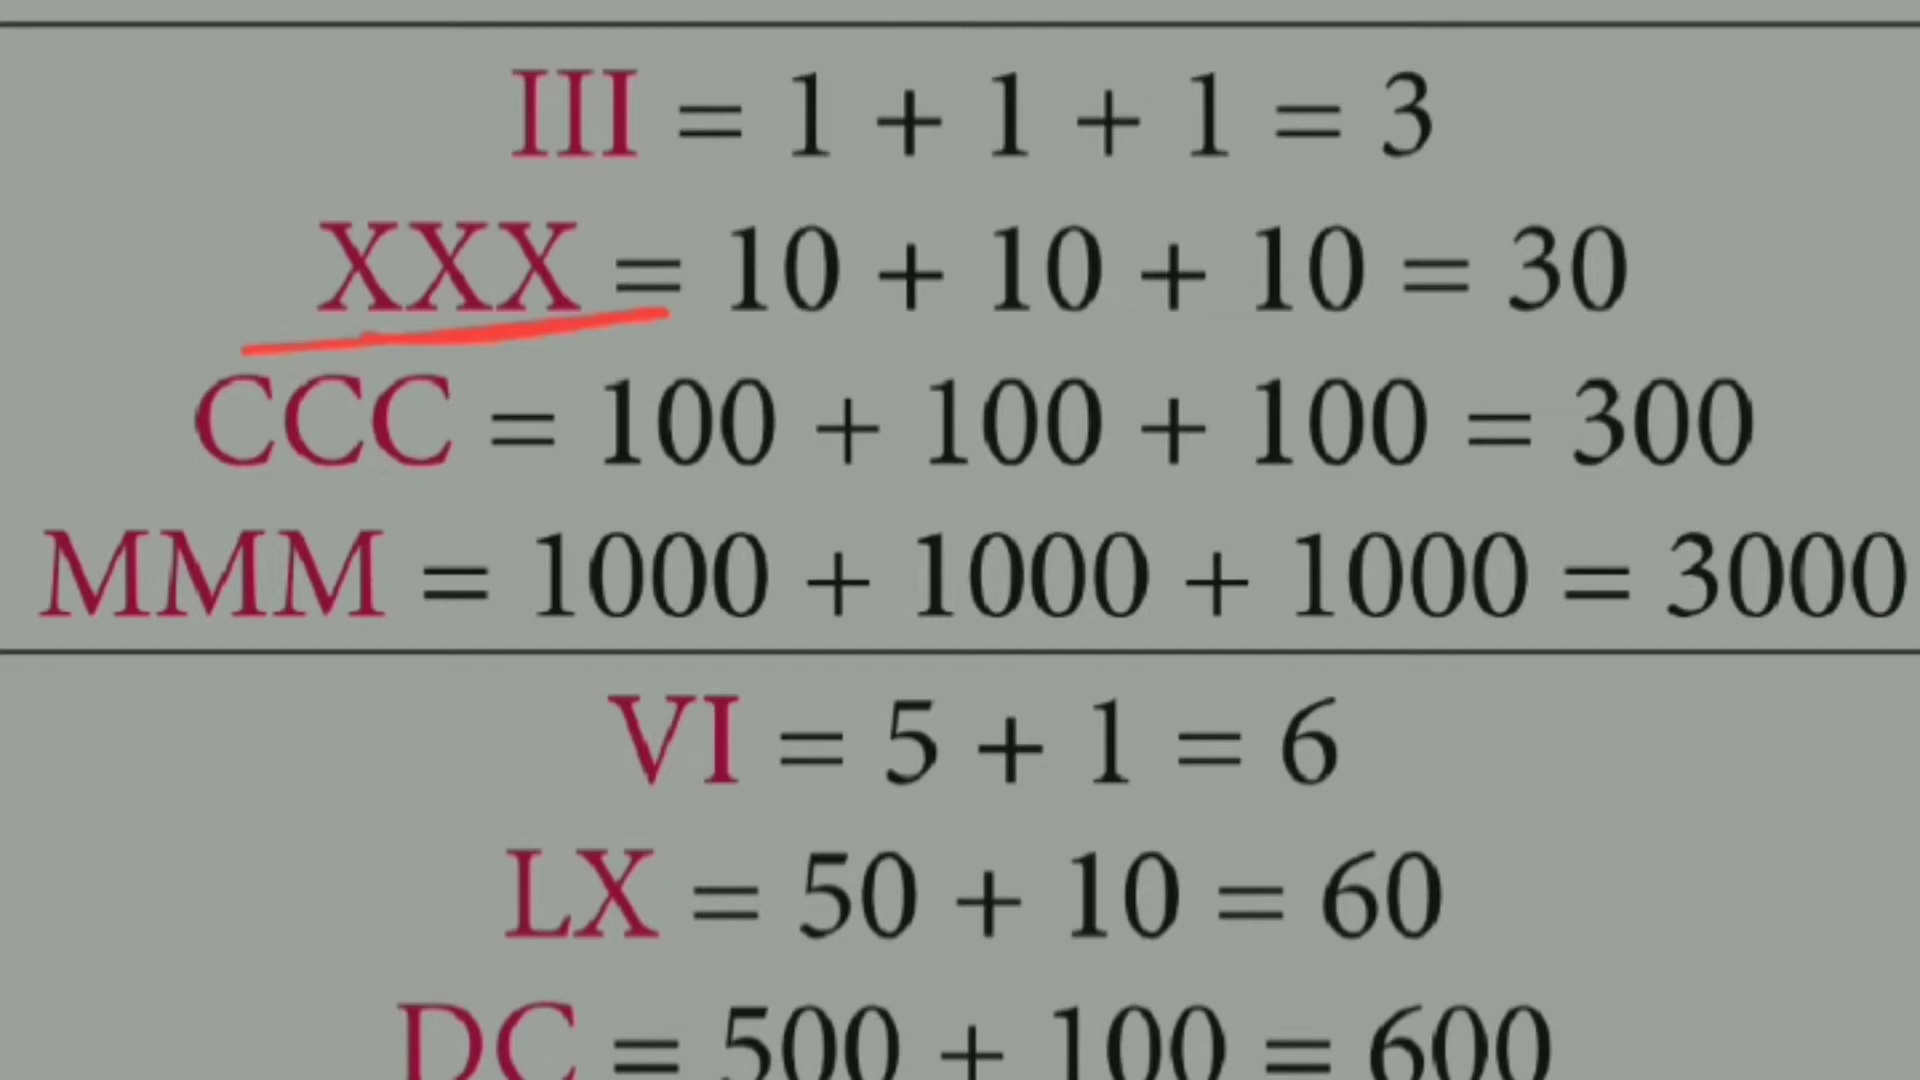 III = 1 + 1 + 1 = 3
XXX = 10 + 10 + 10 = 30
CCC = 100 + 100 + 100 = 300
MMM = 1000 + 1000 + 1000 = 3000
VI = 5 + 1 = 6
LX = 50 + 10 = 60
DC = 500 + 100 = 600